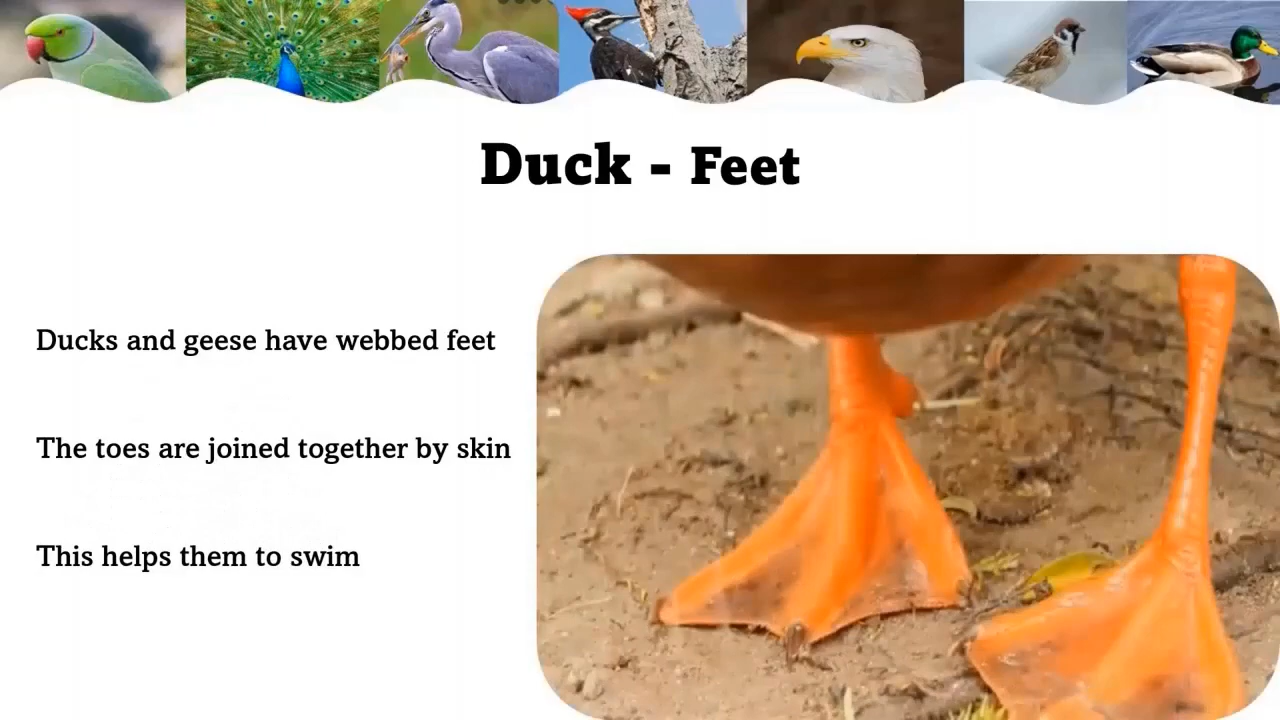 Duck - Feet
Ducks and geese have webbed feet
The toes are joined together by skin
This helps them to swim